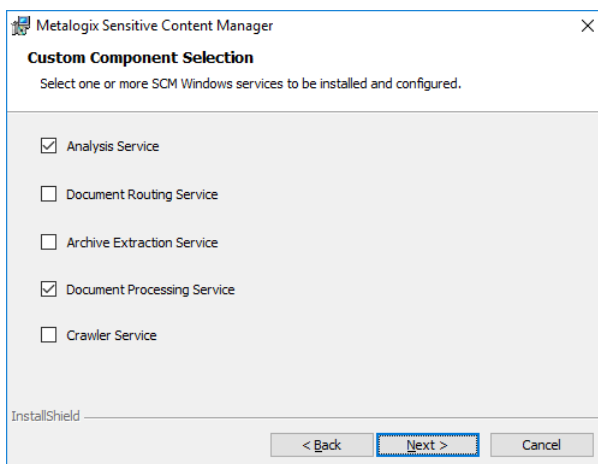 Metalogix Sensitive Content Manager
Custom Component Selection
Select one or more SCM Windows services to be installed and configured.
Analysis Service
Document Routing Service
Archive Extraction Service
Document Processing Service
Crawler Service
InstallShield
< Back Next > Cancel